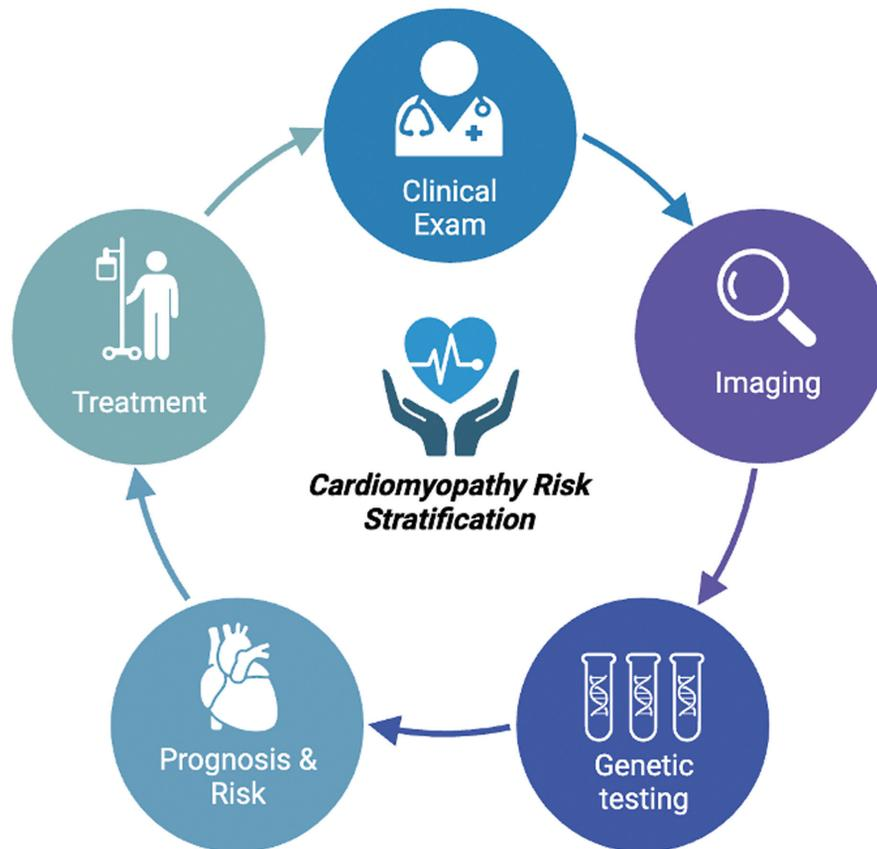 Clinical
Exam
Imaging
Genetic
testing
Prognosis &
Risk
Treatment
Cardiomyopathy Risk
Stratification